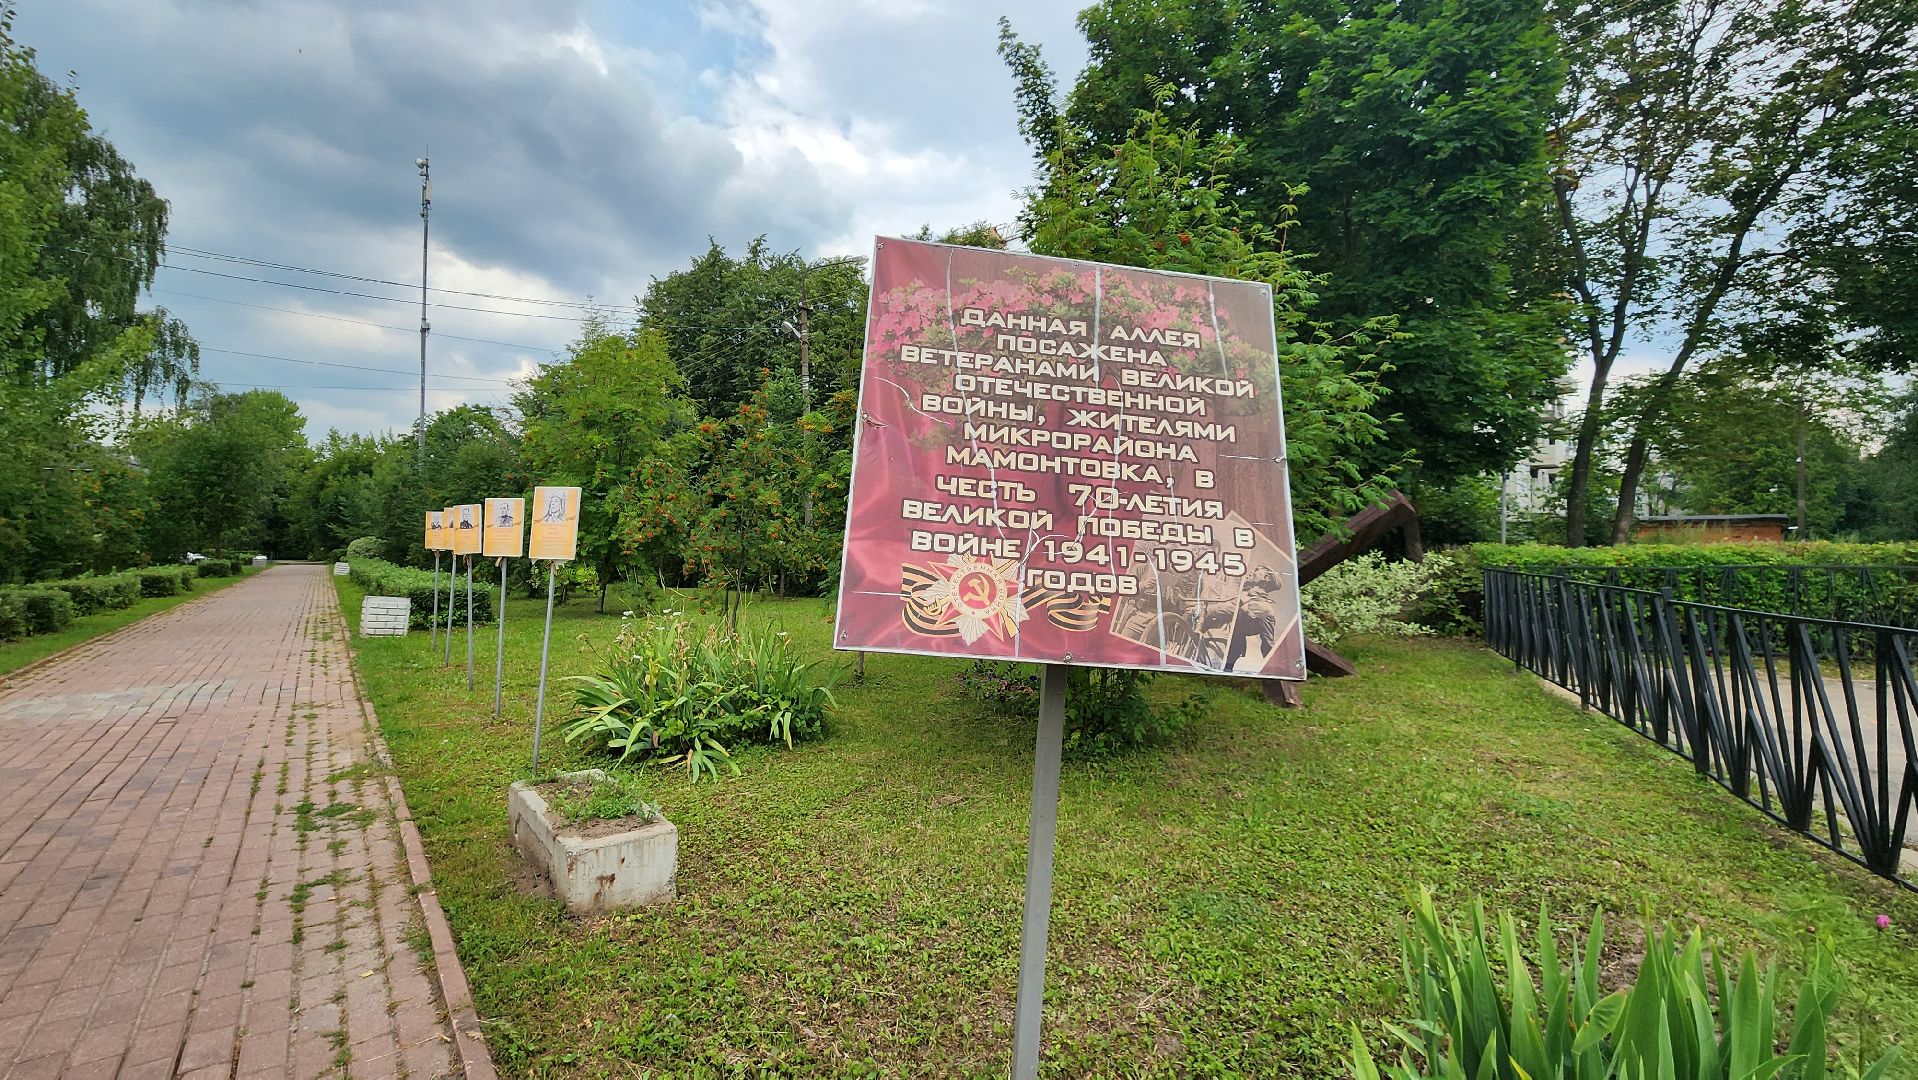 ДАННАЯ АЛЛЕЯ
ПОСАЖЕНА
ВЕТЕРАНАМИ ВЕЛИКОЙ
ОТЕЧЕСТВЕННОЙ
ВОЙНЫ, ЖИТЕЛЯМИ
МИКРОРАЙОНА
МАМОНТОВКА, В
ЧЕСТЬ 70-ЛЕТИЯ
ВЕЛИКОЙ ПОБЕДЫ В
ВОЙНЕ 1941-1945
ГОДОВ